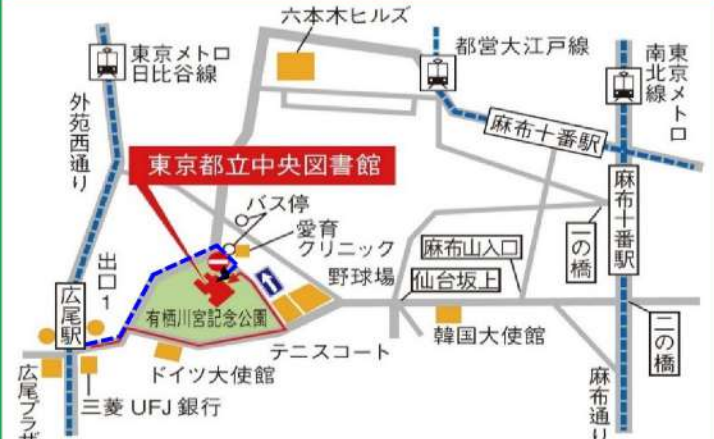 六本木ヒルズ
東京メトロ
日比谷線
都営大江戸線
東京メトロ
南北線
外苑西通り
麻布十番駅
東京都立中央図書館
バス停
愛育
クリニック
麻布十番駅
一の橋
麻布山入口
野球場
仙台坂上
出口1
広尾駅
有栖川宮記念公園
韓国大使館
二の橋
テニスコート
ドイツ大使館
三菱UFJ銀行
広尾プラザ
麻布通り